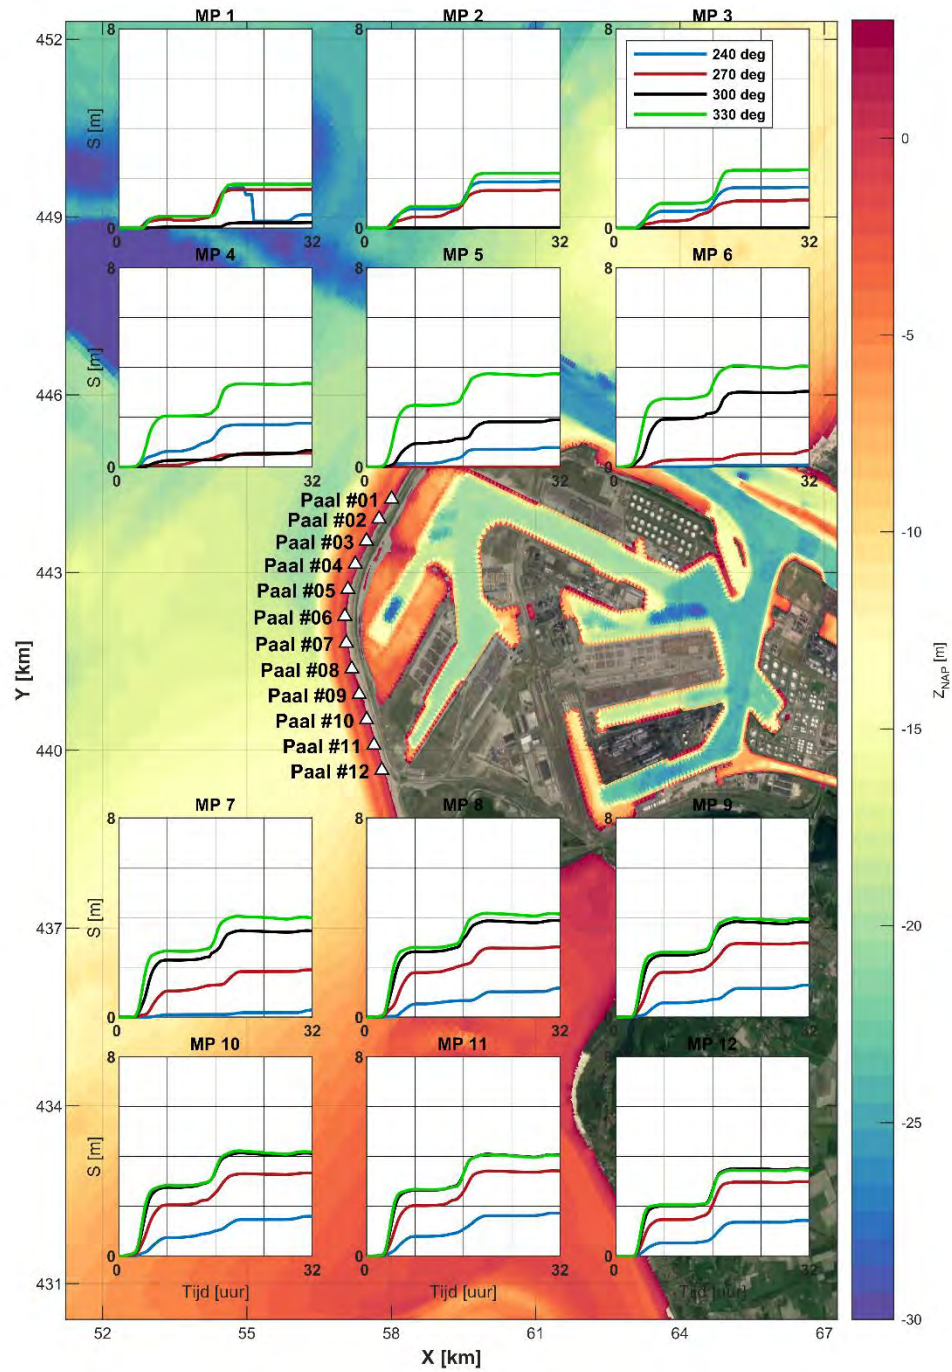 MP 1 MP 2 MP 3
452
8 8 8
240 deg
270 deg
300 deg
330 deg
0
S [m]
449
0 0 0
0 32 0 32 0 32
MP 4 MP 5 MP 6
8 8 8
-5
S [m]
446
0 0 0
0 32 0 32 0 32
Paal #01
Paal #02
Paal #03
-10
Paal #04
443
Paal #05
Paal #06
Paal #07
Paal #08
Paal #09
Paal #10
Paal #11
Paal #12
Y [km]
Z NAP [m]
-15
440
MP 7 MP 8 MP 9
8 8 8
S [m]
437
-20
0 0 0
0 32 0 32 0 32
MP 10 MP 11 MP 12
8 8 8
434
-25
S [m]
0 0 0
0 32 0 32 0 32
431
Tijd [uur] Tijd [uur] Tijd [uur]
-30
52 55 58 61 64 67
X [km]